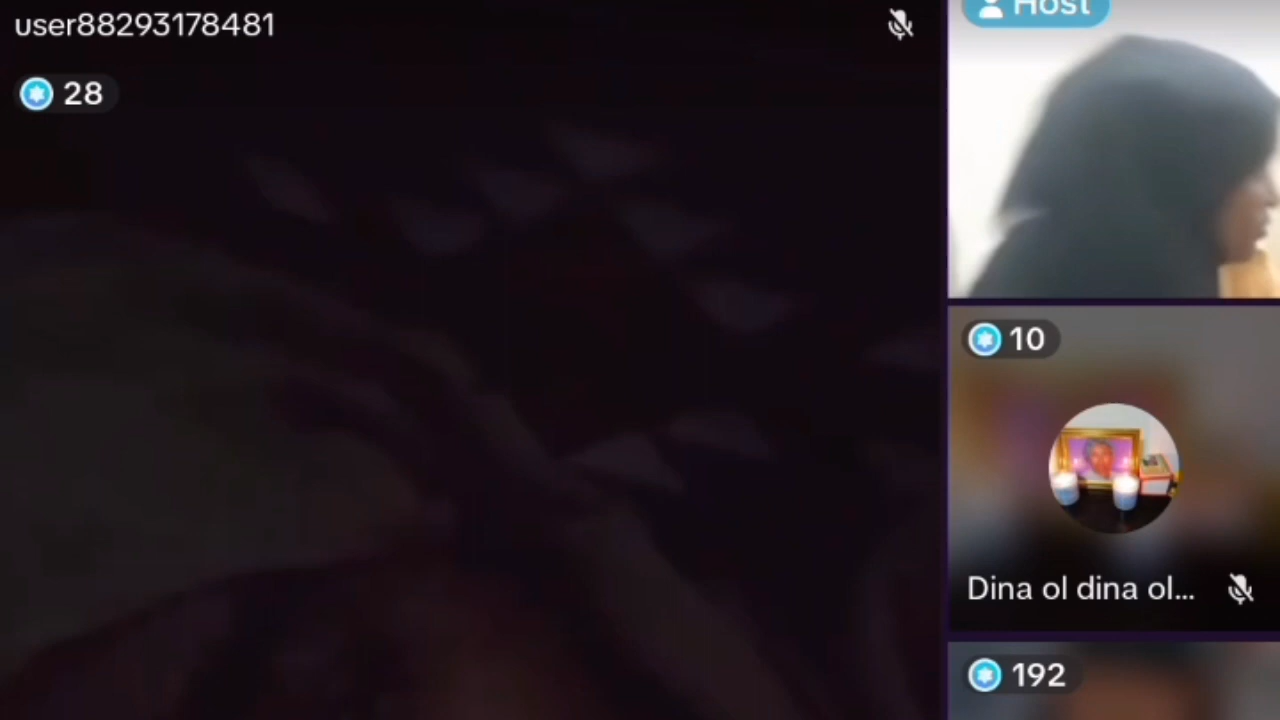 user88293178481
28
Host
10
Dina ol dina ol...
192